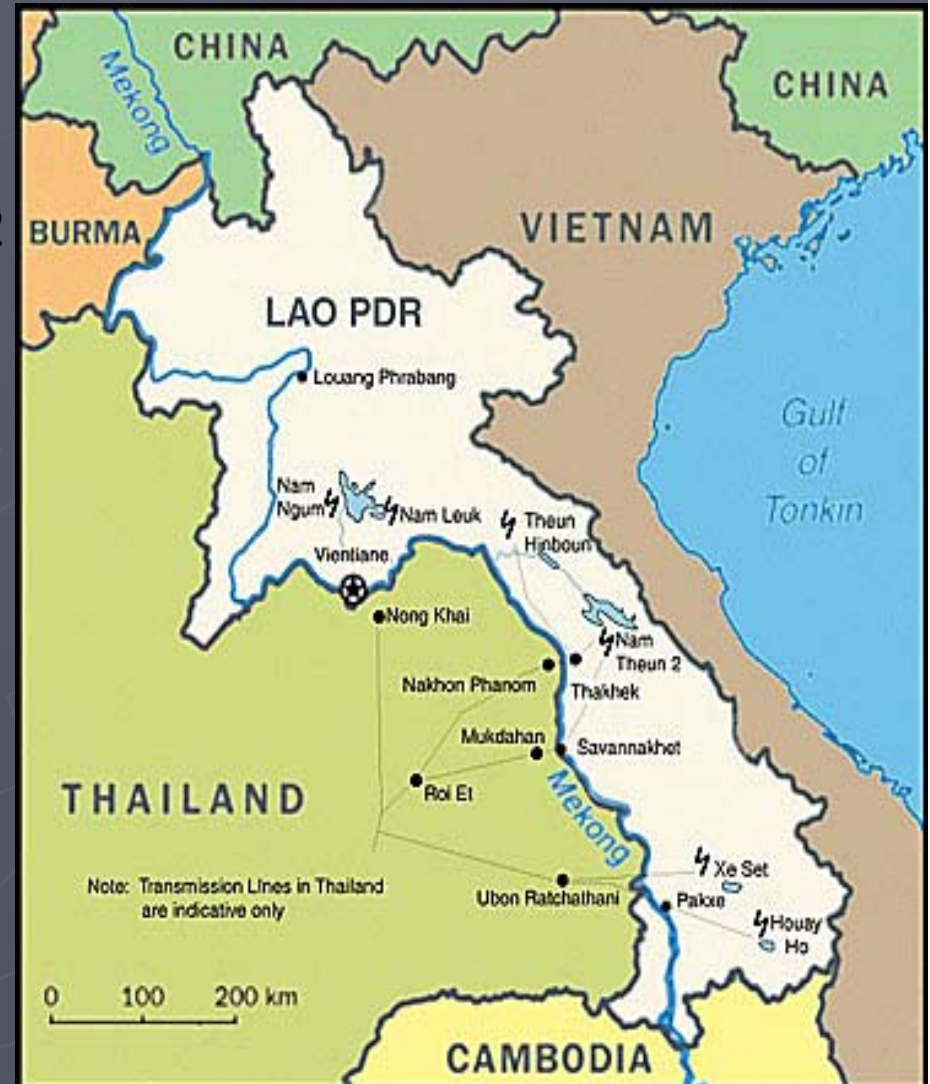 CHINA
CHINA
Mekong
BURMA
VIETNAM
LAO PDR
Louang Phrabang
Gulf
of
Tonkin
Nam
Ngum
Nam Leuk
Theun
Hinboun
Vientiane
Nong Khai
Nam
Theun 2
Nakhon Phanom
Thakhek
Mukdahan
Savannakhet
Roi Et
THAILAND
Mekong
Xe Set
Note: Transmission Lines in Thailand
are indicative only
Ubon Ratchathani
Pakxe
Houay
Ho
0 100 200 km
CAMBODIA